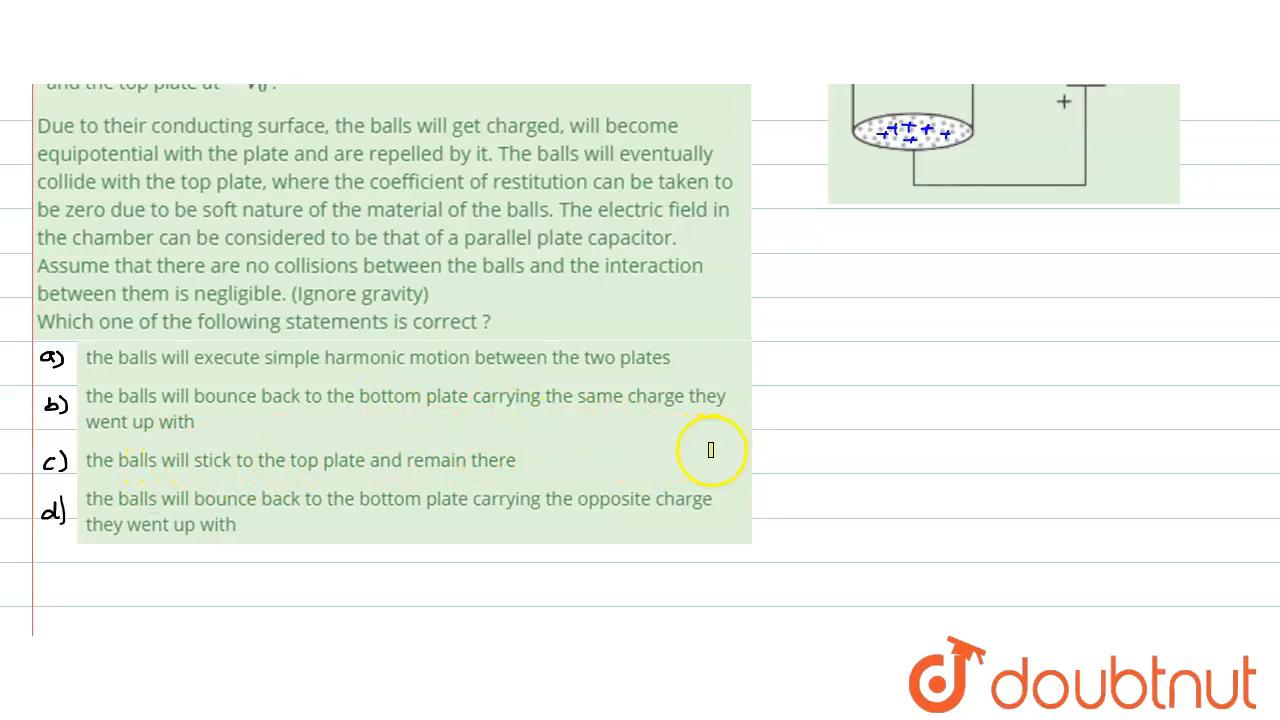 and the top plate at
Due to their conducting surface, the balls will get charged, will become
equipotential with the plate and are repelled by it. The balls will eventually
collide with the top plate, where the coefficient of restitution can be taken to
be zero due to be soft nature of the material of the balls. The electric field in
the chamber can be considered to be that of a parallel plate capacitor.
Assume that there are no collisions between the balls and the interaction
between them is negligible. (Ignore gravity)
Which one of the following statements is correct ?
a) the balls will execute simple harmonic motion between the two plates
b) the balls will bounce back to the bottom plate carrying the same charge they
went up with
c) the balls will stick to the top plate and remain there
d) the balls will bounce back to the bottom plate carrying the opposite charge
they went up with
+
+ + + + + +
doubtnut